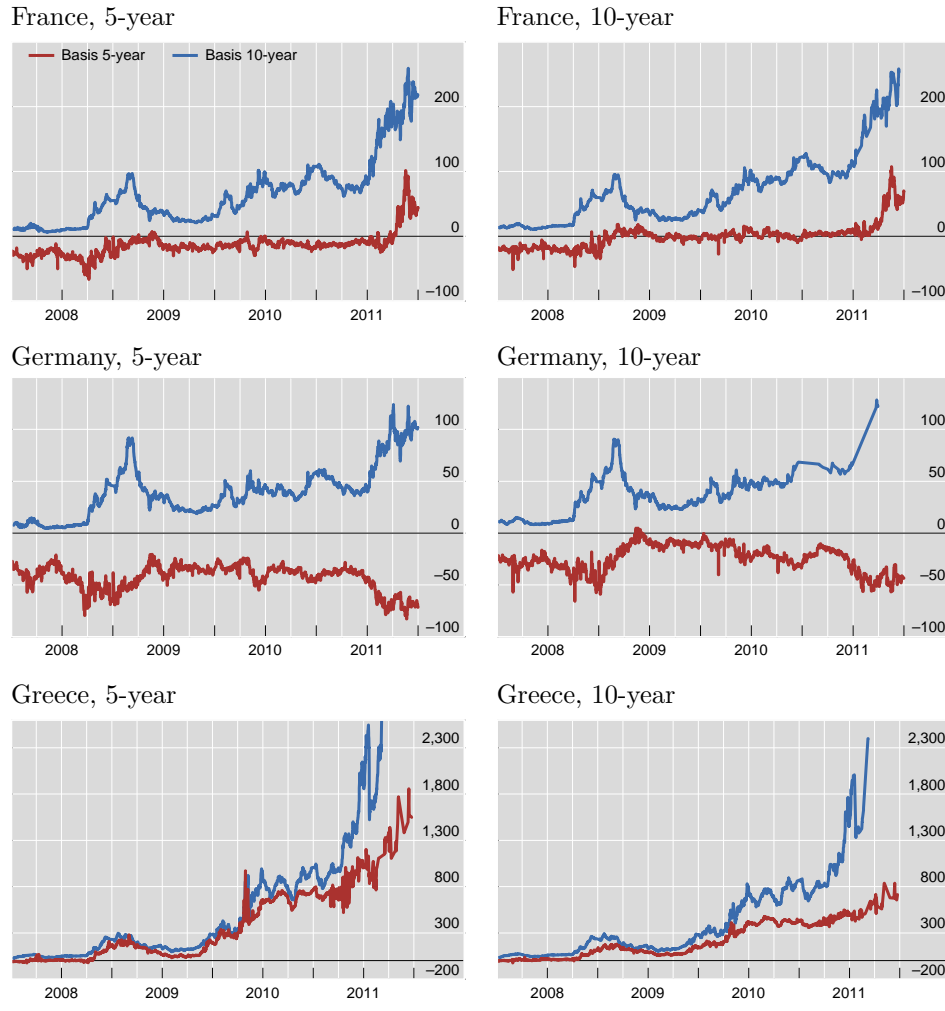 France, 5-year
France, 10-year
Basis 5-year
Basis 10-year
200
100
0
–100
2008 2009 2010 2011
200
100
0
–100
2008 2009 2010 2011
Germany, 5-year
Germany, 10-year
100
50
0
–50
–100
2008 2009 2010 2011
100
50
0
–50
–100
2008 2009 2010 2011
Greece, 5-year
Greece, 10-year
2,300
1,800
1,300
800
300
–200
2008 2009 2010 2011
2,300
1,800
1,300
800
300
–200
2008 2009 2010 2011